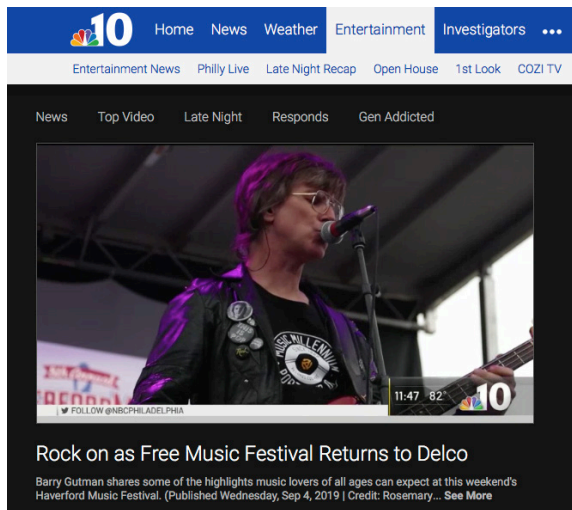 10
Home News Weather Entertainment Investigators •••
Entertainment News Philly Live Late Night Recap Open House 1st Look COZI TV
News Top Video Late Night Responds Gen Addicted
MUSIC MILLENNIUM
11:47 82° 10
FOLLOW @NBCPHILADELPHIA
Rock on as Free Music Festival Returns to Delco
Barry Gutman shares some of the highlights music lovers of all ages can expect at this weekend's
Haverford Music Festival. (Published Wednesday, Sep 4, 2019 | Credit: Rosemary... See More